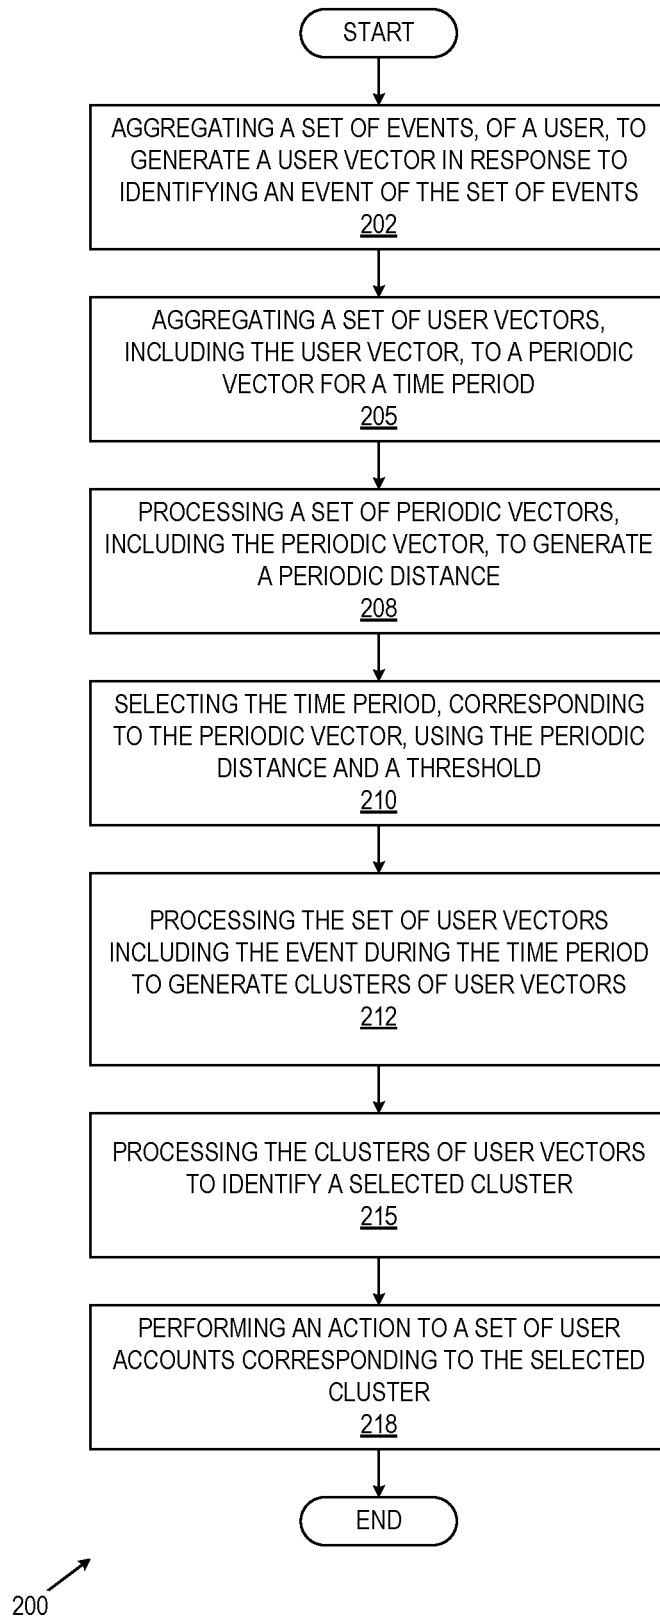 START
AGGREGATING A SET OF EVENTS, OF A USER, TO
GENERATE A USER VECTOR IN RESPONSE TO
IDENTIFYING AN EVENT OF THE SET OF EVENTS
202
AGGREGATING A SET OF USER VECTORS,
INCLUDING THE USER VECTOR, TO A PERIODIC
VECTOR FOR A TIME PERIOD
205
PROCESSING A SET OF PERIODIC VECTORS,
INCLUDING THE PERIODIC VECTOR, TO GENERATE
A PERIODIC DISTANCE
208
SELECTING THE TIME PERIOD, CORRESPONDING
TO THE PERIODIC VECTOR, USING THE PERIODIC
DISTANCE AND A THRESHOLD
210
PROCESSING THE SET OF USER VECTORS
INCLUDING THE EVENT DURING THE TIME PERIOD
TO GENERATE CLUSTERS OF USER VECTORS
212
PROCESSING THE CLUSTERS OF USER VECTORS
TO IDENTIFY A SELECTED CLUSTER
215
PERFORMING AN ACTION TO A SET OF USER
ACCOUNTS CORRESPONDING TO THE SELECTED
CLUSTER
218
END
200